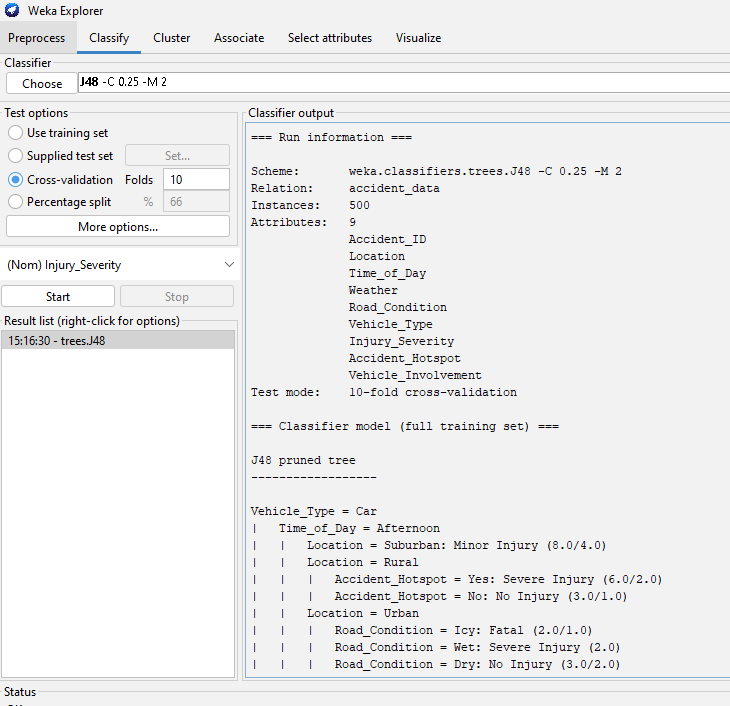 Weka Explorer
Preprocess Classify Cluster Associate Select attributes Visualize
Classifier
Choose J48 -C 0.25 -M 2
Test options
Use training set
Supplied test set Set...
Cross-validation Folds 10
Percentage split % 66
More options...
(Nom) Injury_Severity
Start Stop
Result list (right-click for options)
15:16:30 - trees.J48
Classifier output
=== Run information ===
Scheme: weka.classifiers.trees.J48 -C 0.25 -M 2
Relation: accident_data
Instances: 500
Attributes: 9
Accident_ID
Location
Time_of_Day
Weather
Road_Condition
Vehicle_Type
Injury_Severity
Accident_Hotspot
Vehicle_Involvement
Test mode: 10-fold cross-validation
=== Classifier model (full training set) ===
J48 pruned tree
------------------
Vehicle_Type = Car
| Time_of_Day = Afternoon
| | Location = Suburban: Minor Injury (8.0/4.0)
| | Location = Rural
| | | Accident_Hotspot = Yes: Severe Injury (6.0/2.0)
| | | Accident_Hotspot = No: No Injury (3.0/1.0)
| | Location = Urban
| | | Road_Condition = Icy: Fatal (2.0/1.0)
| | | Road_Condition = Wet: Severe Injury (2.0)
| | | Road_Condition = Dry: No Injury (3.0/2.0)
Status